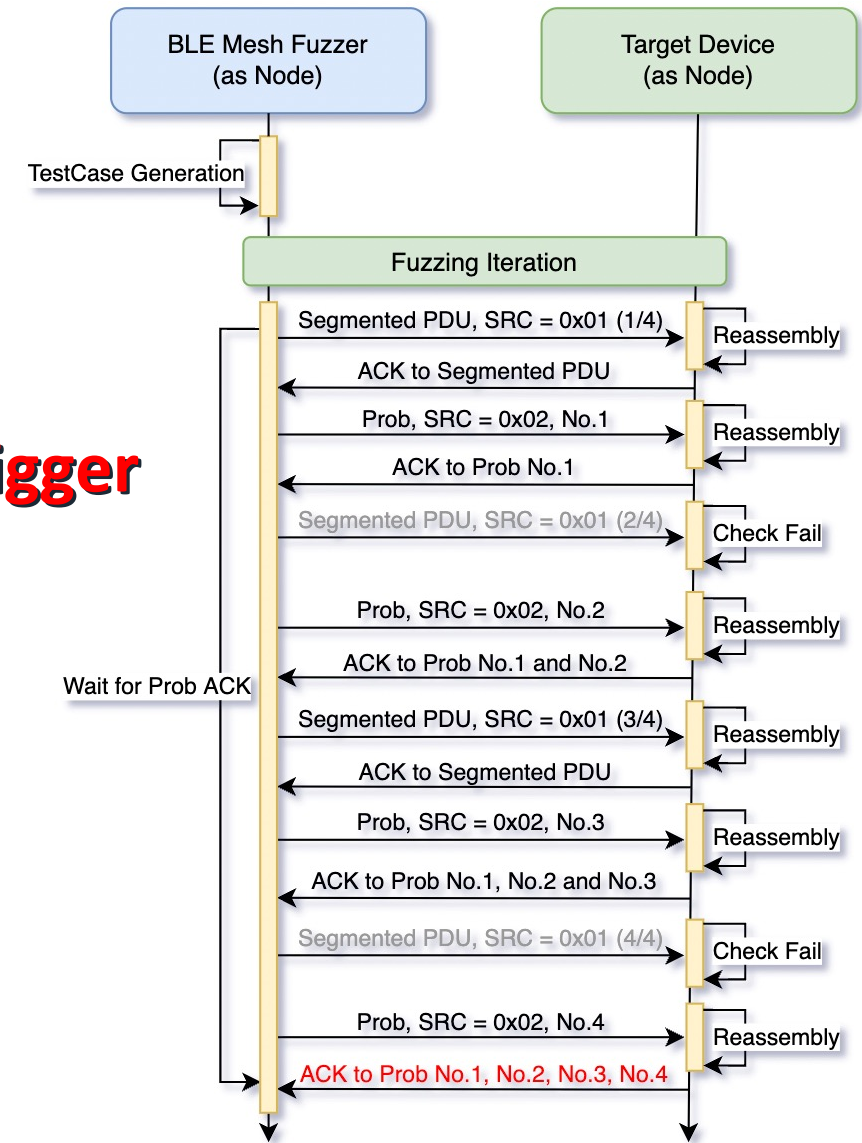 BLE Mesh Fuzzer
(as Node)
Target Device
(as Node)
TestCase Generation
Fuzzing Iteration
Segmented PDU, SRC = 0x01 (1/4)
Reassembly
ACK to Segmented PDU
Prob, SRC = 0x02, No.1
Reassembly
igger
ACK to Prob No.1
Segmented PDU, SRC = 0x01 (2/4)
Check Fail
Prob, SRC = 0x02, No.2
Reassembly
ACK to Prob No.1 and No.2
Wait for Prob ACK
Segmented PDU, SRC = 0x01 (3/4)
Reassembly
ACK to Segmented PDU
Prob, SRC = 0x02, No.3
Reassembly
ACK to Prob No.1, No.2 and No.3
Segmented PDU, SRC = 0x01 (4/4)
Check Fail
Prob, SRC = 0x02, No.4
Reassembly
ACK to Prob No.1, No.2, No.3, No.4